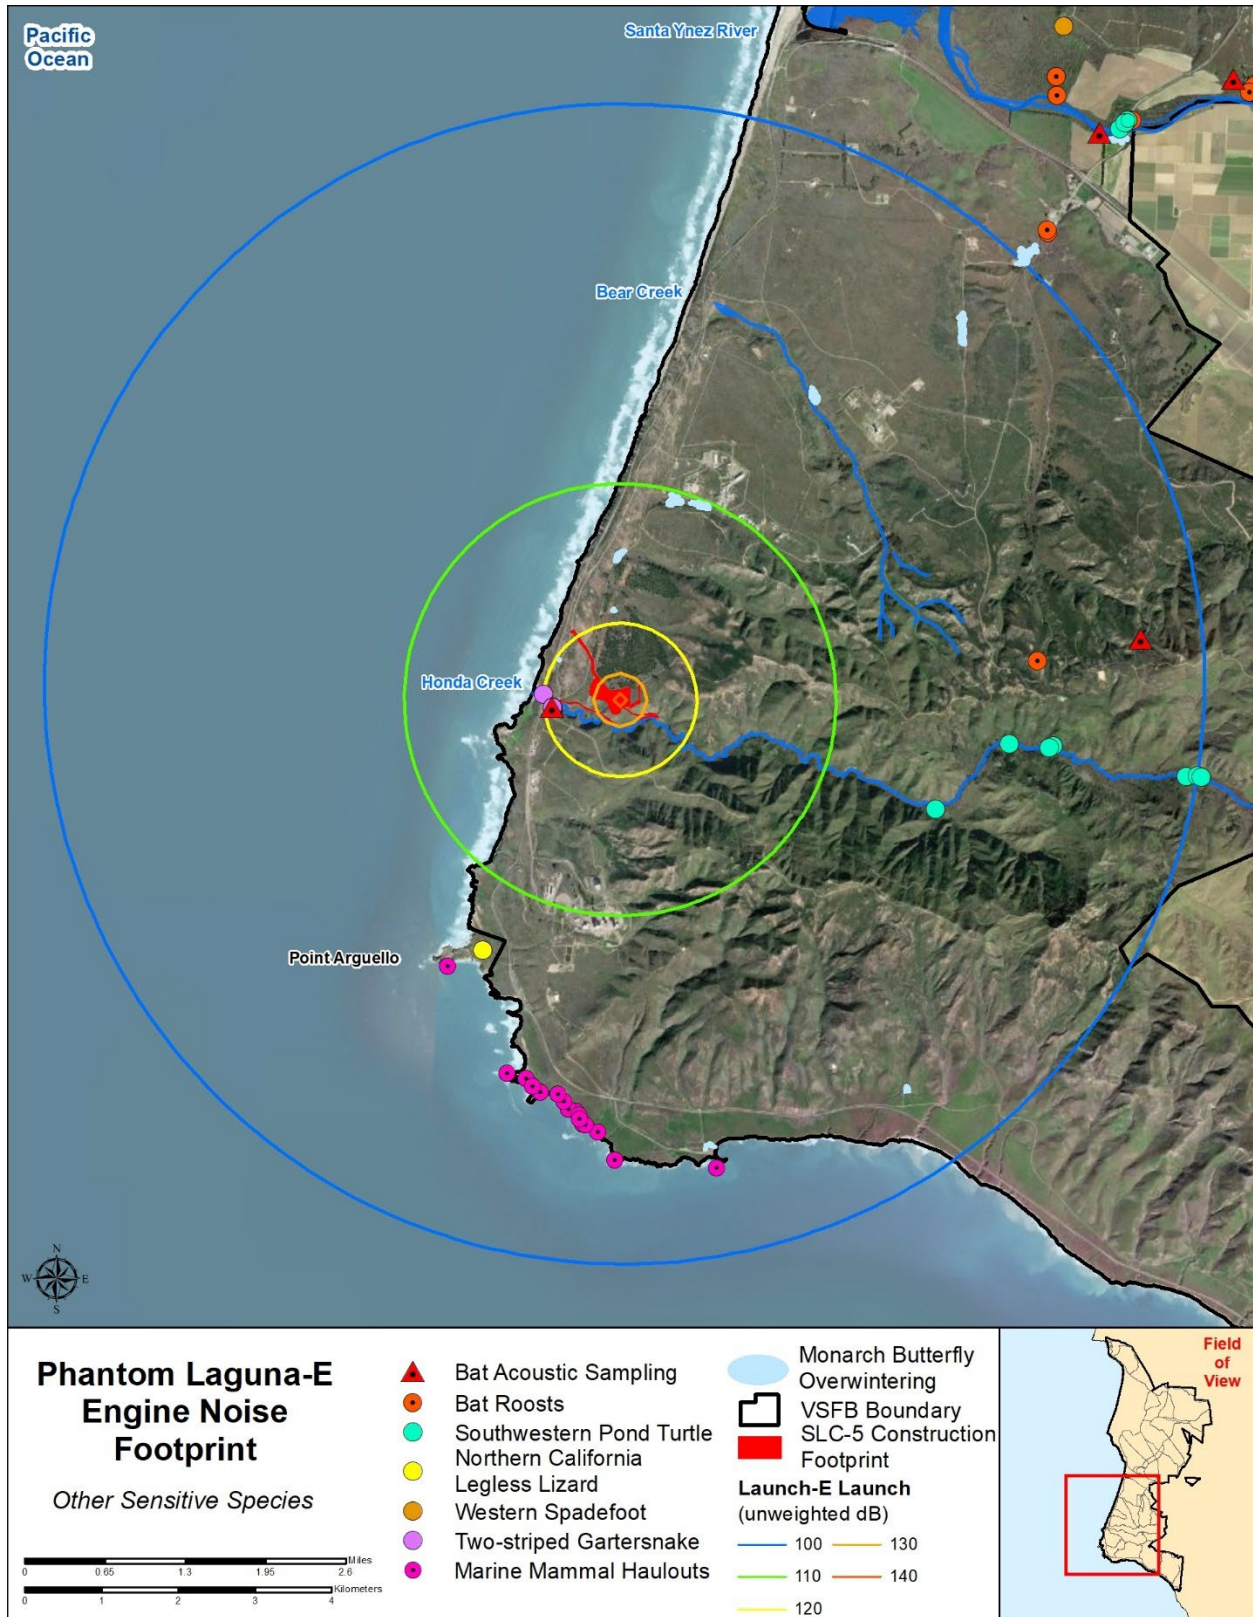 Pacific
Ocean
Santa Ynez River
Bear Creek
Honda Creek
Point Arguello
N
W
E
S
Phantom Laguna-E
Engine Noise
Footprint
Other Sensitive Species
Miles
0 0.65 1.3 1.95 2.6
Kilometers
0 1 2 3 4
Bat Acoustic Sampling
Bat Roosts
Southwestern Pond Turtle
Northern California
Legless Lizard
Western Spadefoot
Two-striped Gartersnake
Marine Mammal Haulouts
Monarch Butterfly
Overwintering
VSFB Boundary
SLC-5 Construction
Footprint
Launch-E Launch
(unweighted dB)
100 130
110 140
120
Field
of
View